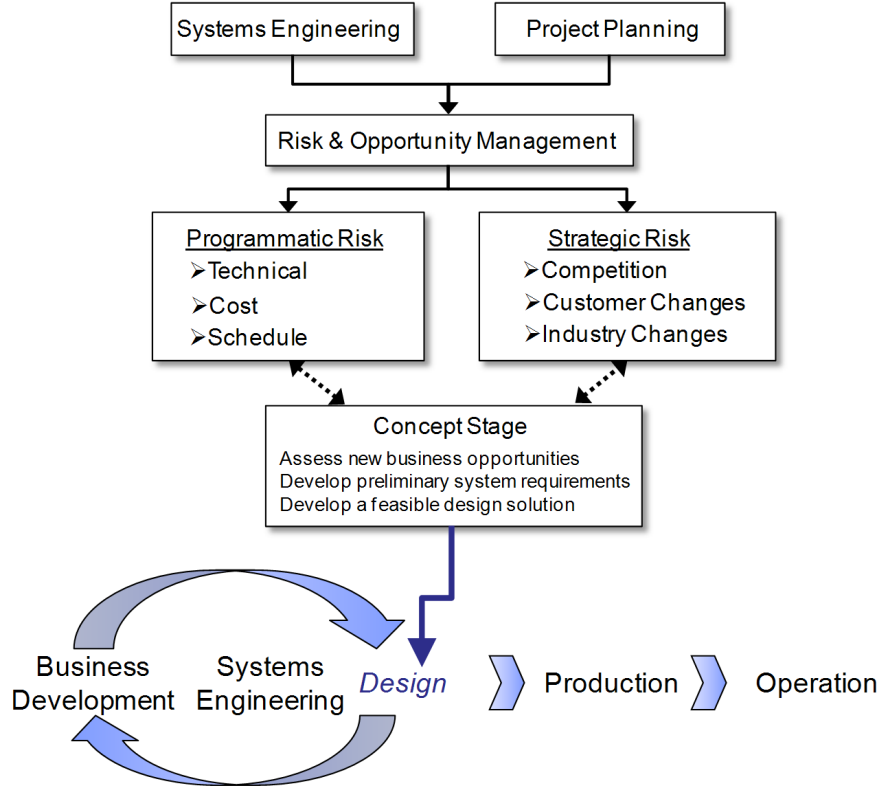 Systems Engineering
Project Planning
Risk & Opportunity Management
Programmatic Risk
Technical
Cost
Schedule
Strategic Risk
Competition
Customer Changes
Industry Changes
Concept Stage
Assess new business opportunities
Develop preliminary system requirements
Develop a feasible design solution
Business
Development
Systems
Engineering
Design
Production
Operation